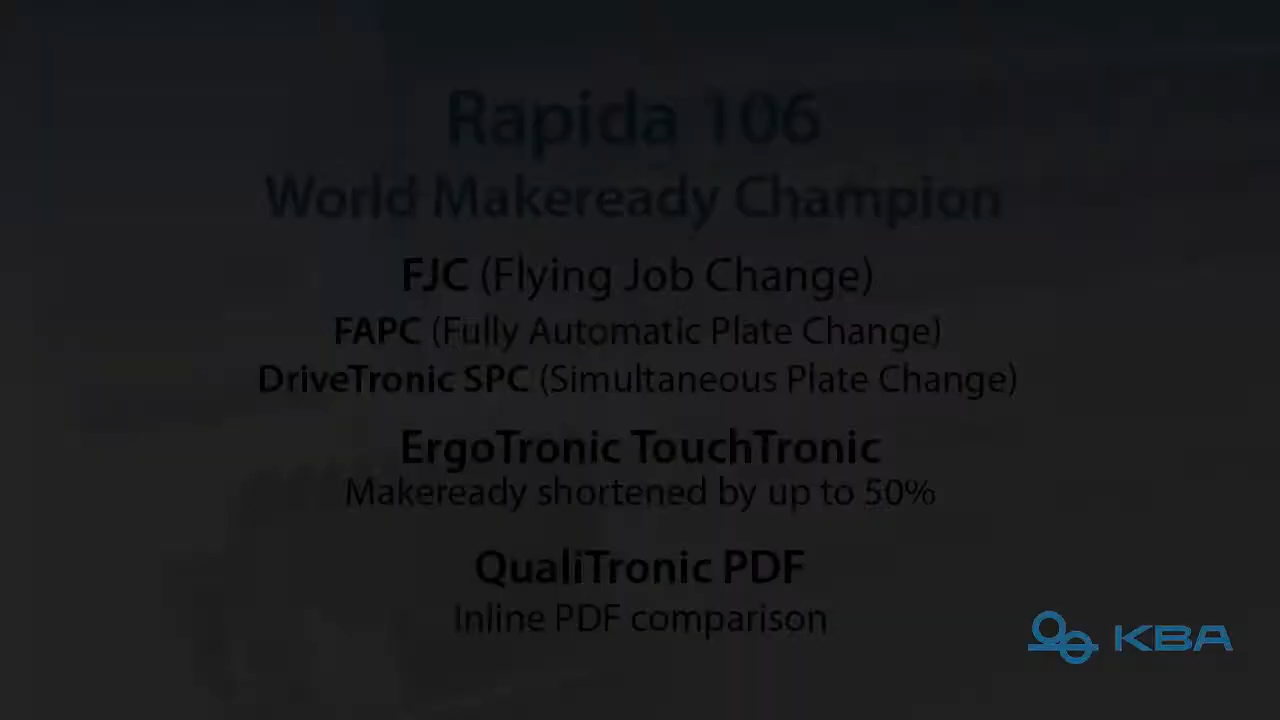 Rapida 106
World Makeready Champion
FJC (Flying Job Change)
FAPC (Fully Automatic Plate Change)
DriveTronic SPC (Simultaneous Plate Change)
ErgoTronic TouchTronic
Makeready shortened by up to 50%
QualiTronic PDF
Inline PDF comparison
KBA